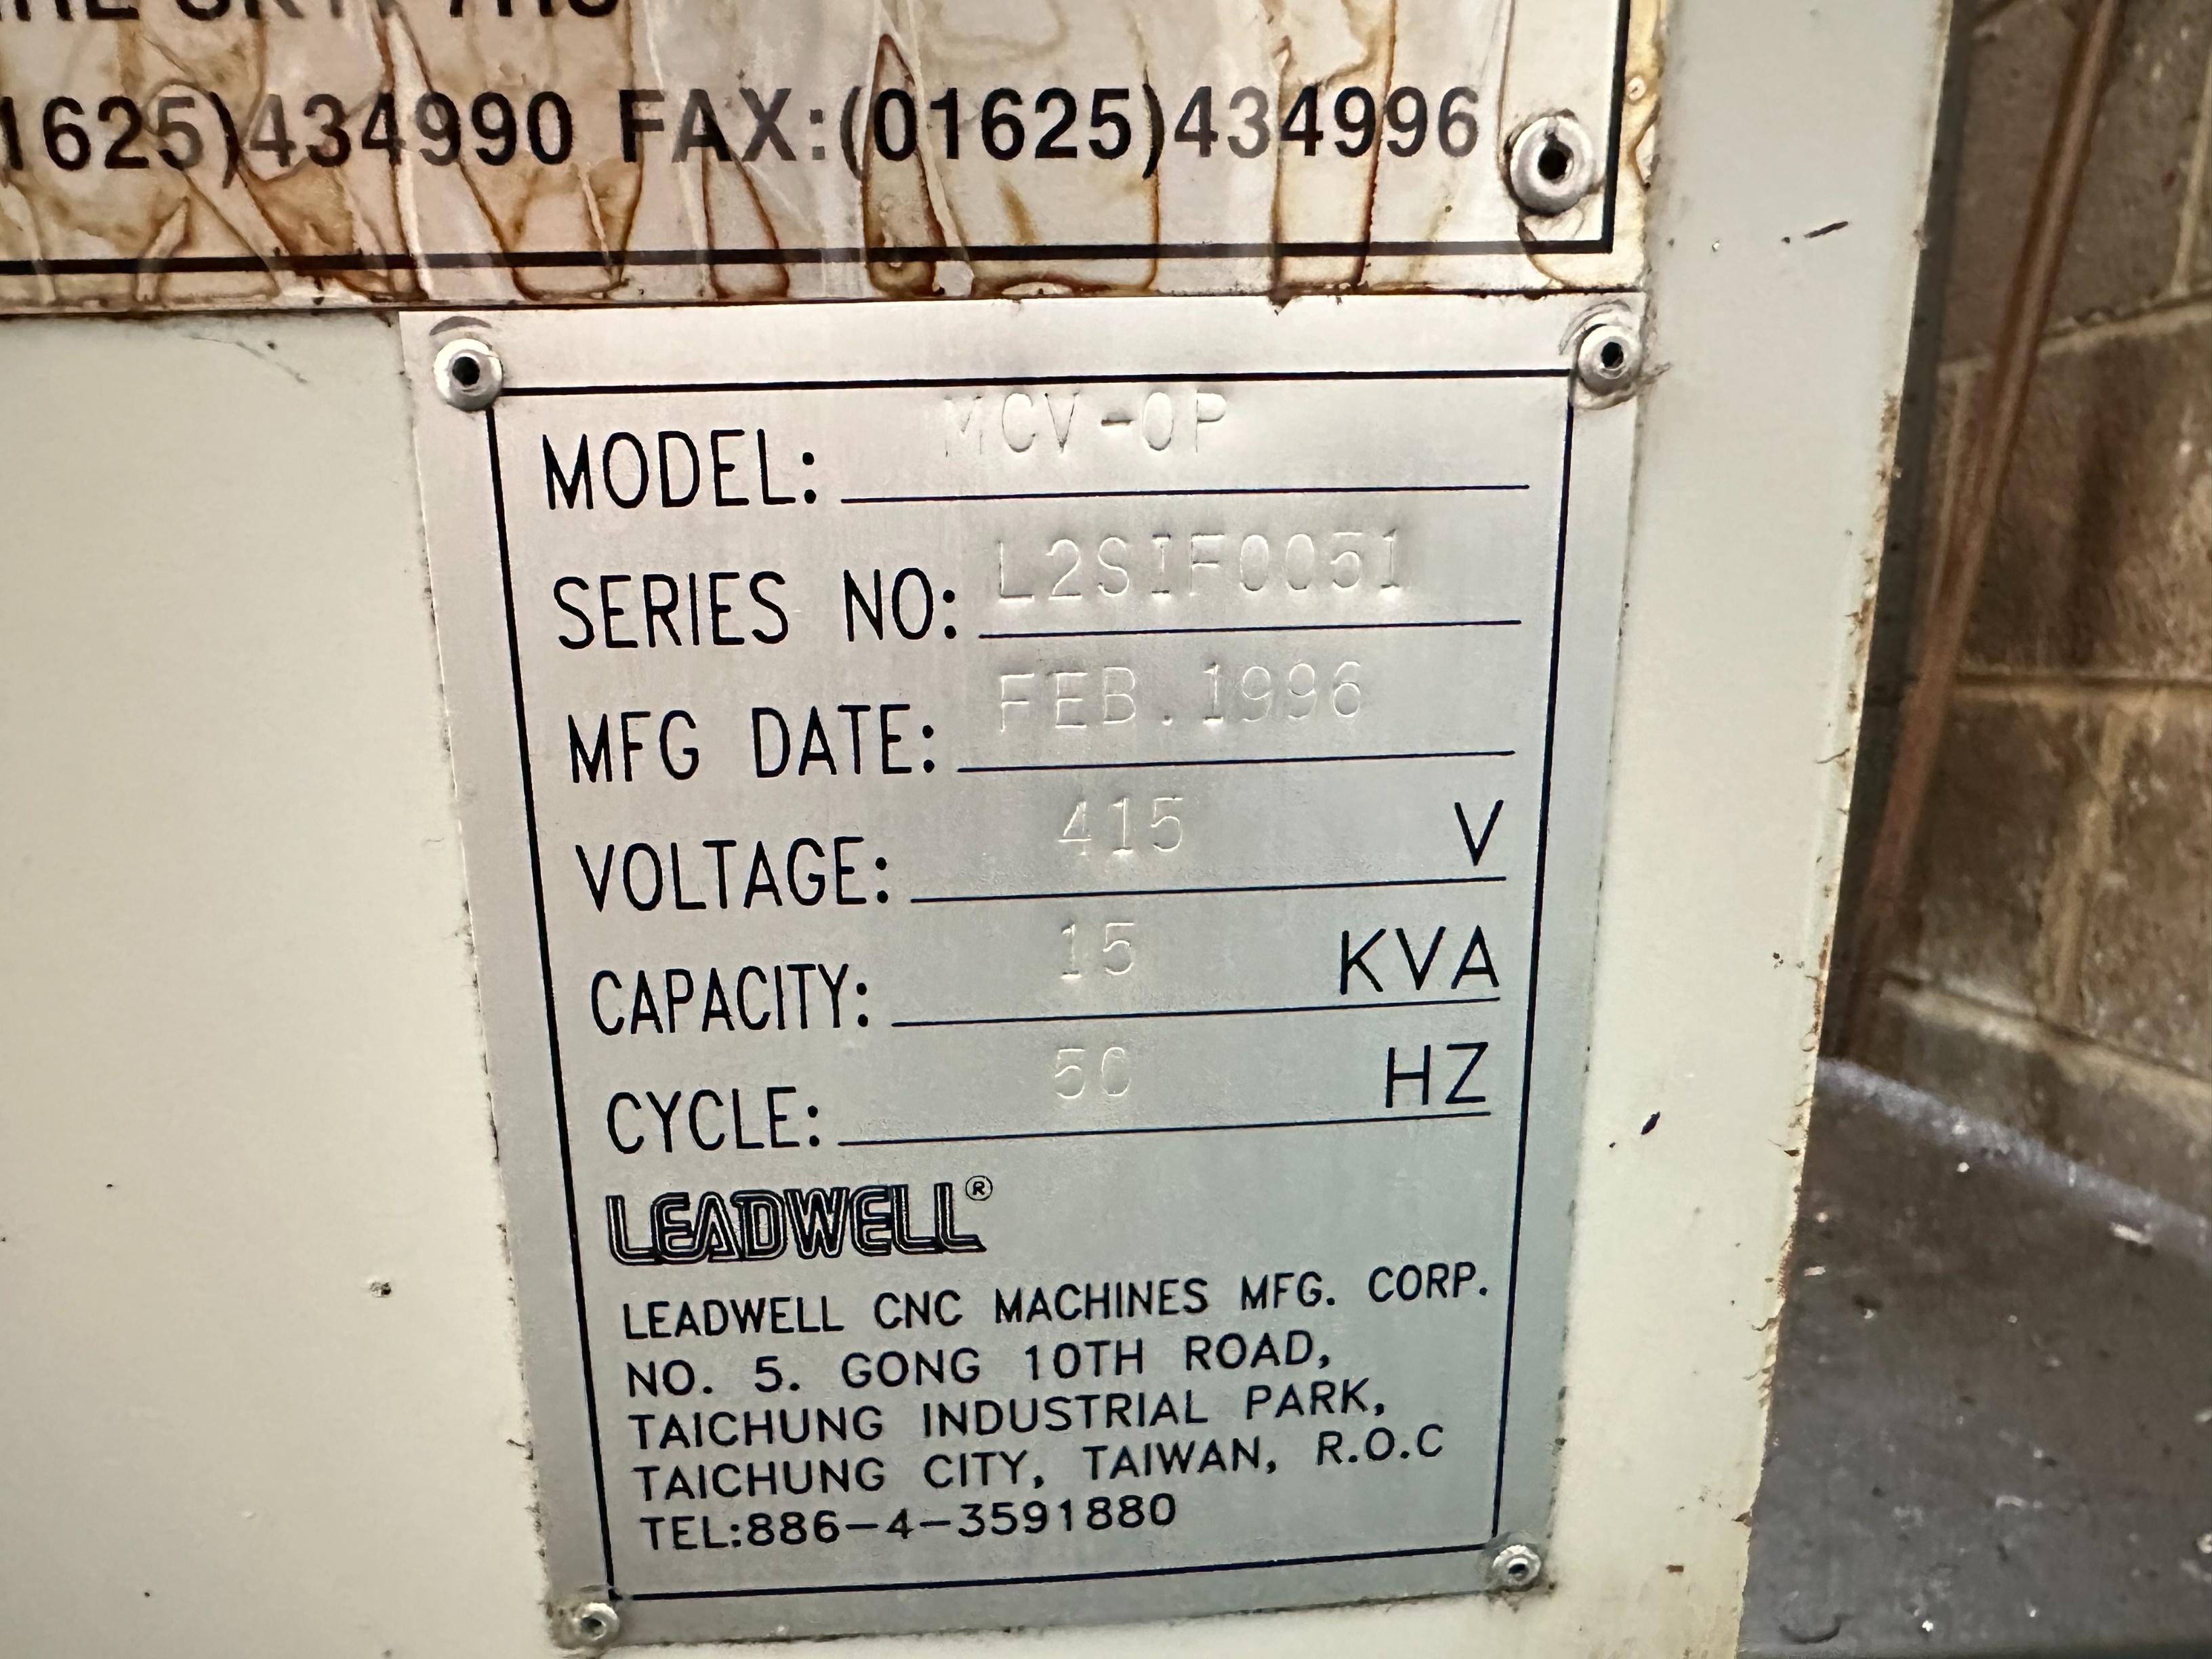 1625)434990 FAX:(01625)434996
MODEL: MCV-OP
SERIES NO: L2SIF0051
MFG DATE: FEB.1996
VOLTAGE: 415 V
CAPACITY: 15 KVA
CYCLE: 50 HZ
LEADWELL®
LEADWELL CNC MACHINES MFG. CORP.
NO. 5. GONG 10TH ROAD,
TAICHUNG INDUSTRIAL PARK,
TAICHUNG CITY, TAIWAN, R.O.C
TEL:886-4-3591880